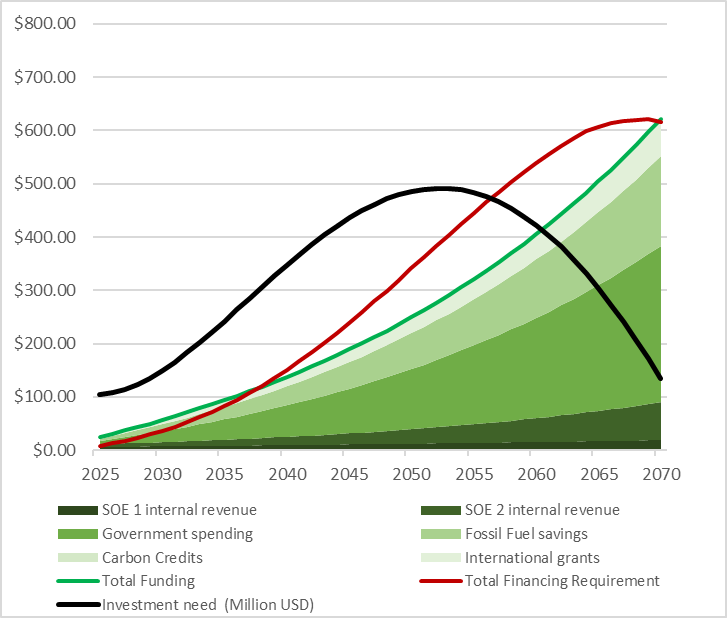 $800.00
$700.00
$600.00
$500.00
$400.00
$300.00
$200.00
$100.00
$0.00
2025 2030 2035 2040 2045 2050 2055 2060 2065 2070
SOE 1 internal revenue SOE 2 internal revenue
Government spending Fossil Fuel savings
Carbon Credits International grants
Total Funding Total Financing Requirement
Investment need (Million USD)